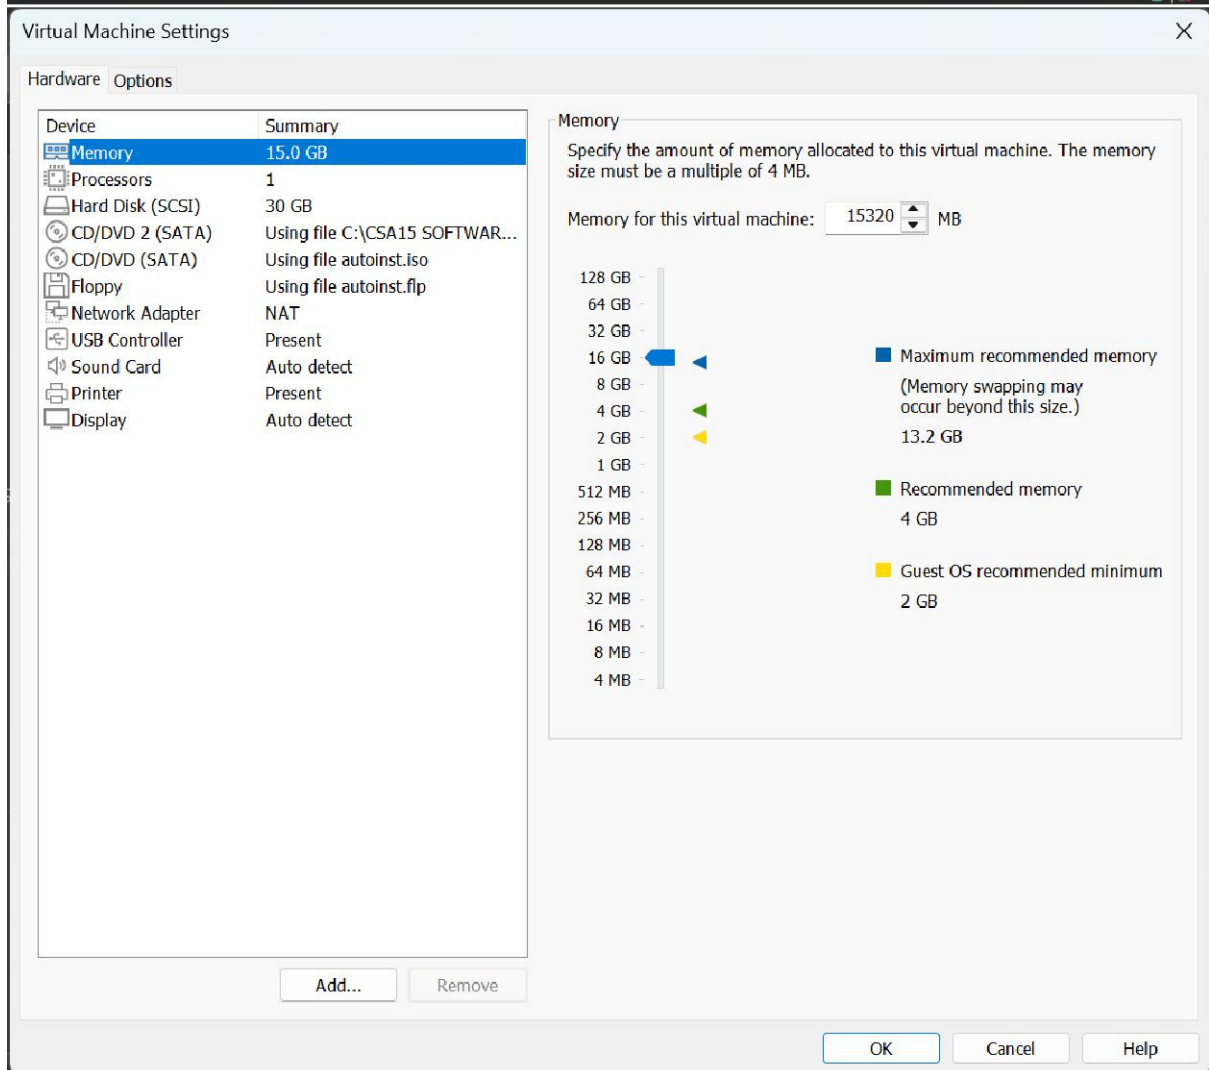 Virtual Machine Settings
Hardware Options
Device Summary
Memory 15.0 GB
Processors 1
Hard Disk (SCSI) 30 GB
CD/DVD 2 (SATA) Using file C:\CSA15 SOFTWAR...
CD/DVD (SATA) Using file autoinst.iso
Floppy Using file autoinst.flp
Network Adapter NAT
USB Controller Present
Sound Card Auto detect
Printer Present
Display Auto detect
Add... Remove
Memory
Specify the amount of memory allocated to this virtual machine. The memory
size must be a multiple of 4 MB.
Memory for this virtual machine: 15320 MB
128 GB
64 GB
32 GB
16 GB
8 GB
4 GB
2 GB
1 GB
512 MB
256 MB
128 MB
64 MB
32 MB
16 MB
8 MB
4 MB
Maximum recommended memory
(Memory swapping may
occur beyond this size.)
13.2 GB
Recommended memory
4 GB
Guest OS recommended minimum
2 GB
OK Cancel Help